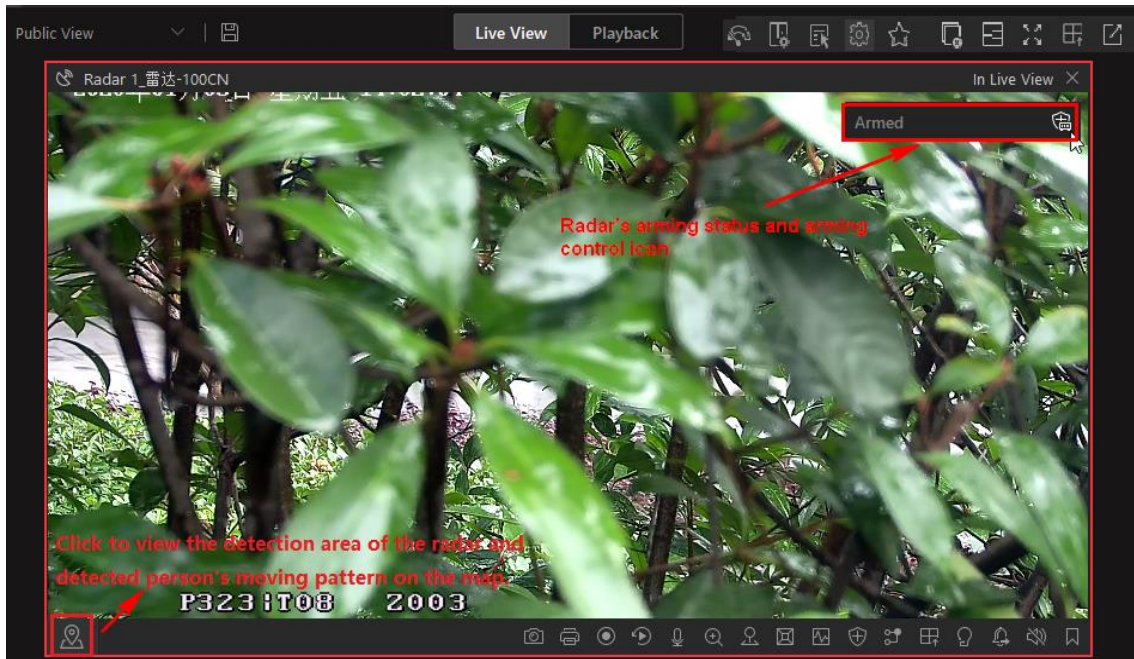 Public View
Live View
Playback
Radar 1_雷达-100CN
In Live View
Armed
Radar's arming status and arming
control icon
Click to view the detection area of the radar and
detected person's moving pattern on the map.
P323 T08 Z003